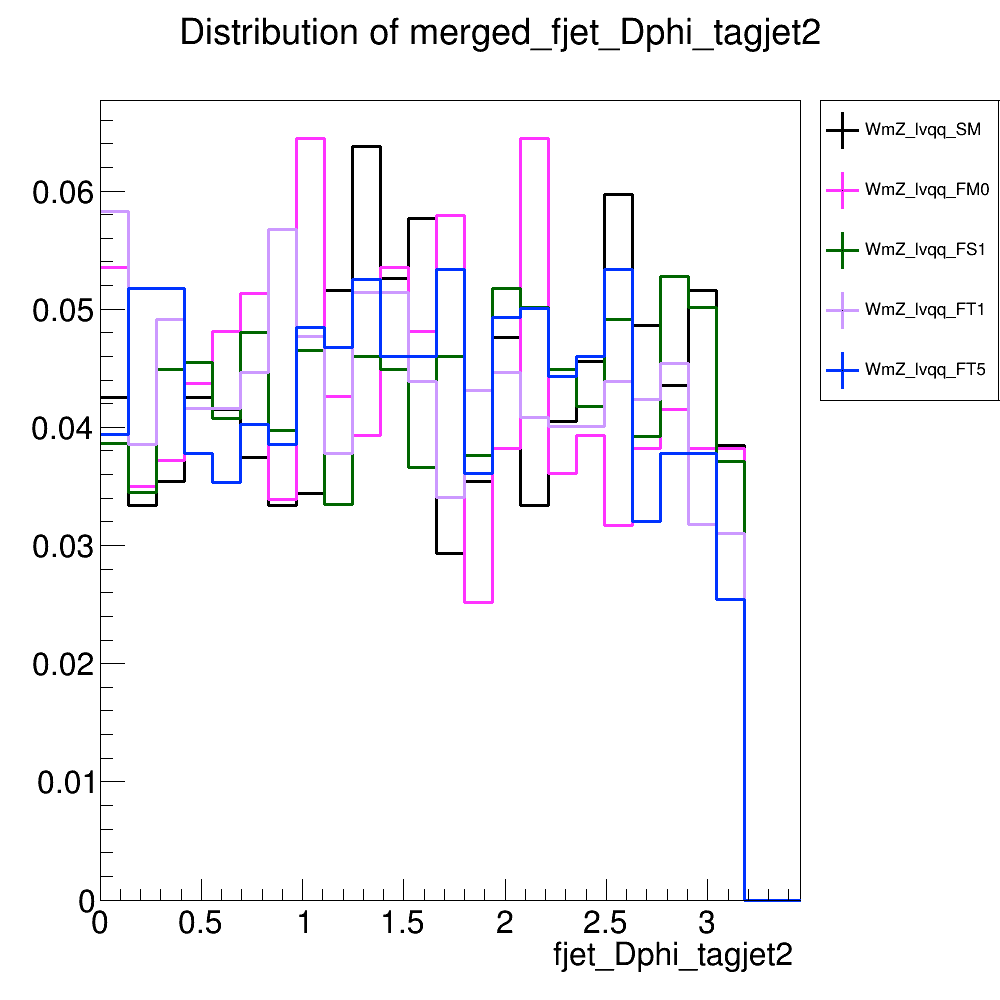 Distribution of merged_fjet_Dphi_tagjet2
WmZ_lvqq_SM
WmZ_lvqq_FM0
WmZ_lvqq_FS1
WmZ_lvqq_FT1
WmZ_lvqq_FT5
0.06
0.05
0.04
0.03
0.02
0.01
0
0 0.5 1 1.5 2 2.5 3
fjet_Dphi_tagjet2